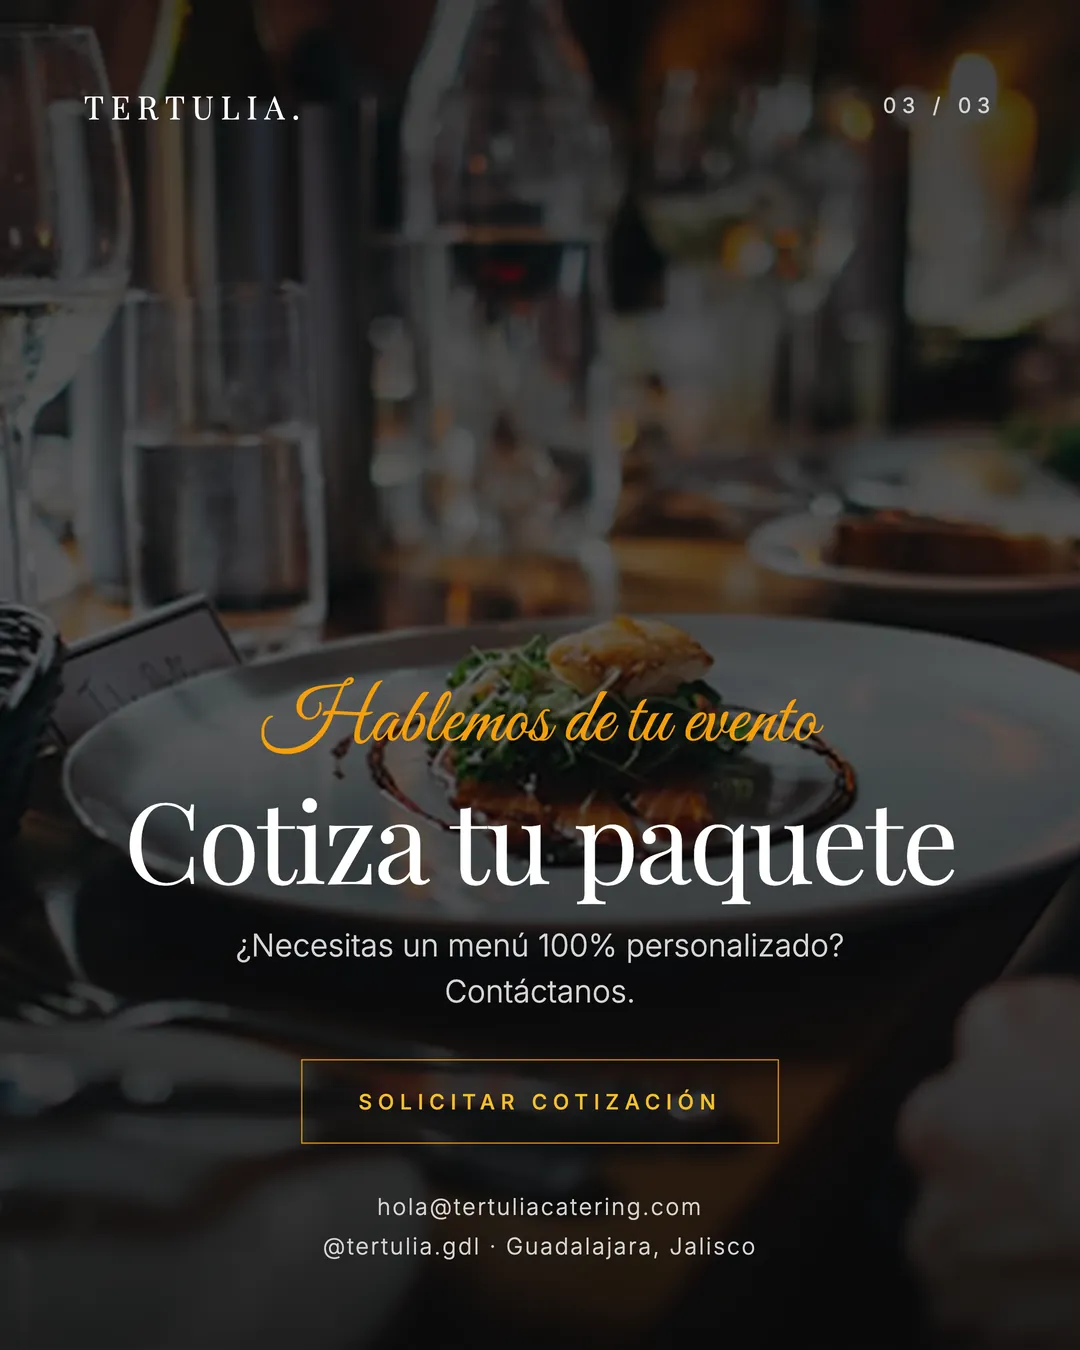 TERTULIA.
03 / 03
Hablemos de tu evento
Cotiza tu paquete
¿Necesitas un menú 100% personalizado?
Contáctanos.
SOLICITAR COTIZACIÓN
hola@tertuliacatering.com
@tertulia.gdl · Guadalajara, Jalisco